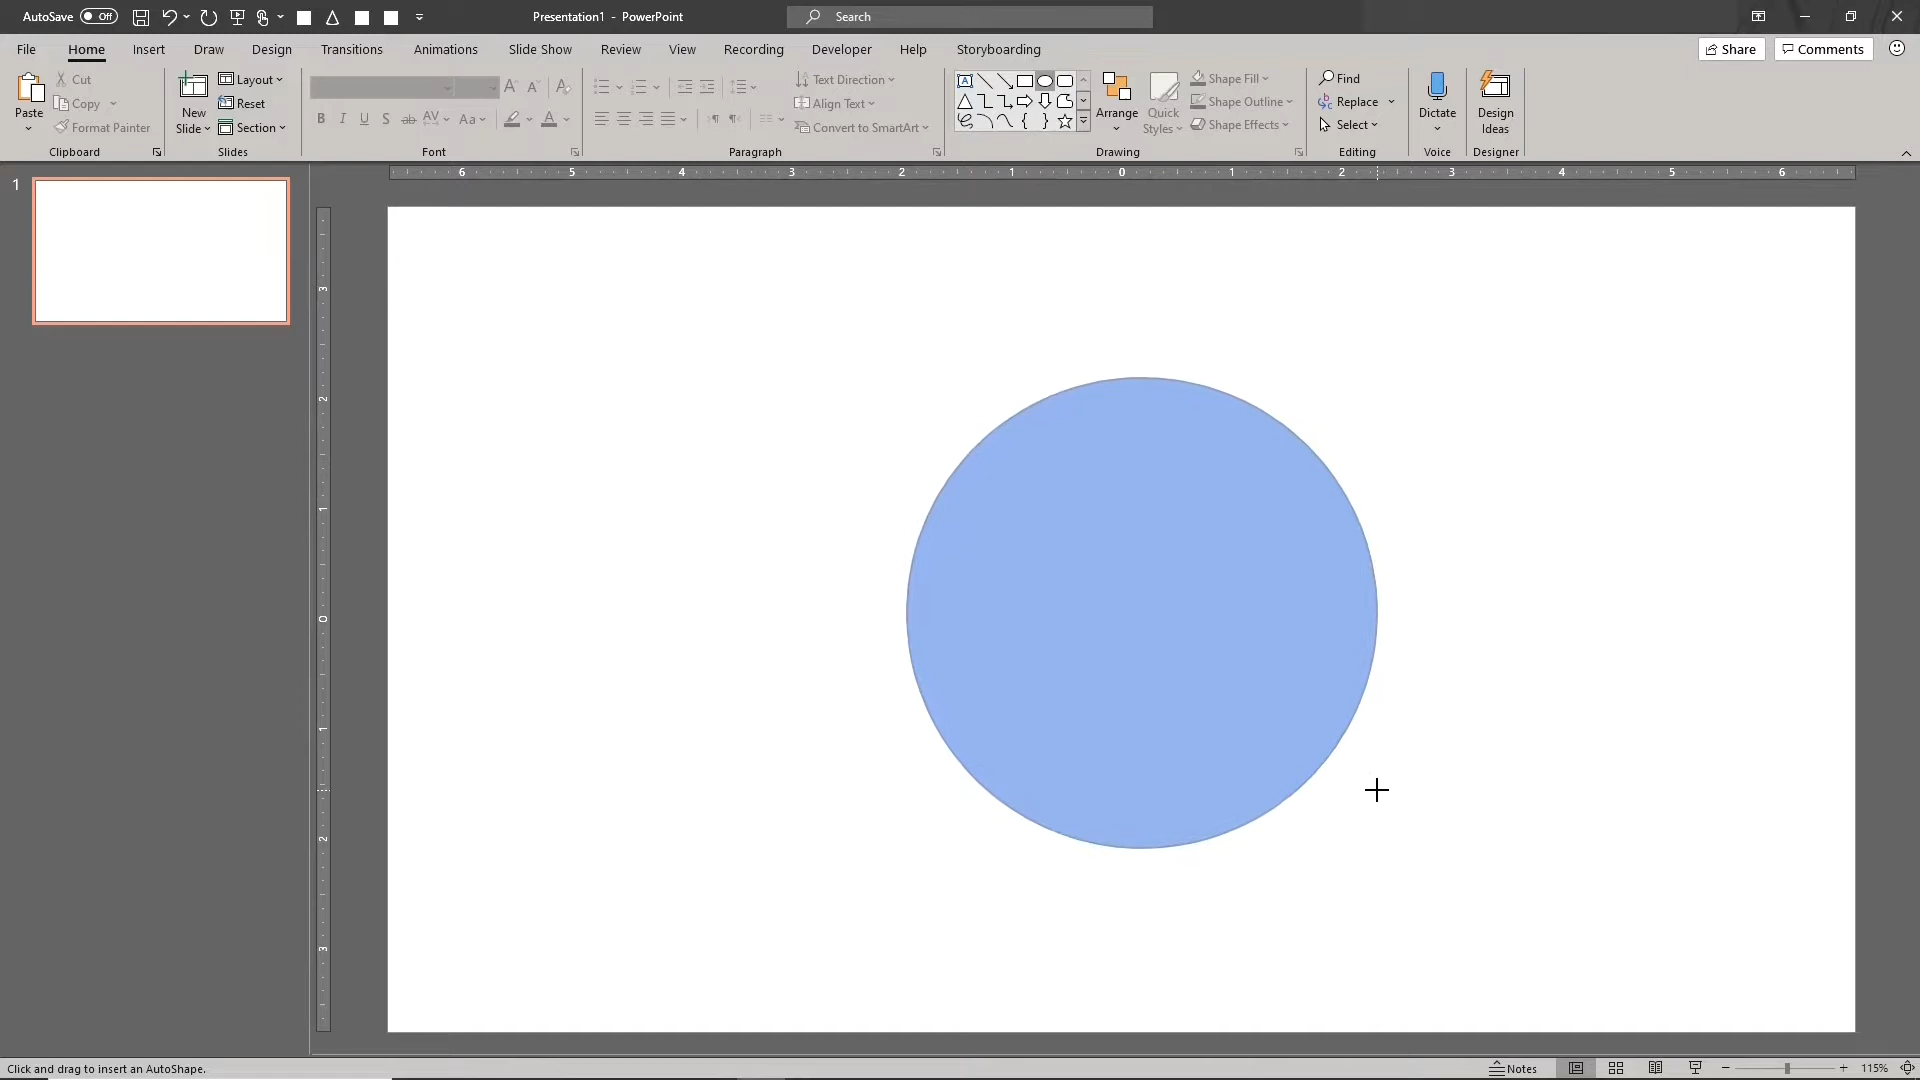 AutoSave Off Presentation1 - PowerPoint Search
File Home Insert Draw Design Transitions Animations Slide Show Review View Recording Developer Help Storyboarding Share Comments
Paste Cut Copy Format Painter Clipboard
New Slide Layout Reset Section Slides
B I U S ab AV Aa A A A A Font
Text Direction Align Text Convert to SmartArt Paragraph
A Arrange Quick Styles Shape Fill Shape Outline Shape Effects Drawing
Find Replace Select Editing
Dictate Voice
Design Ideas Designer
6 5 4 3 2 1 0 1 2 3 4 5 6
1
3
2
1
0
1
2
3
Click and drag to insert an AutoShape. Notes 115%